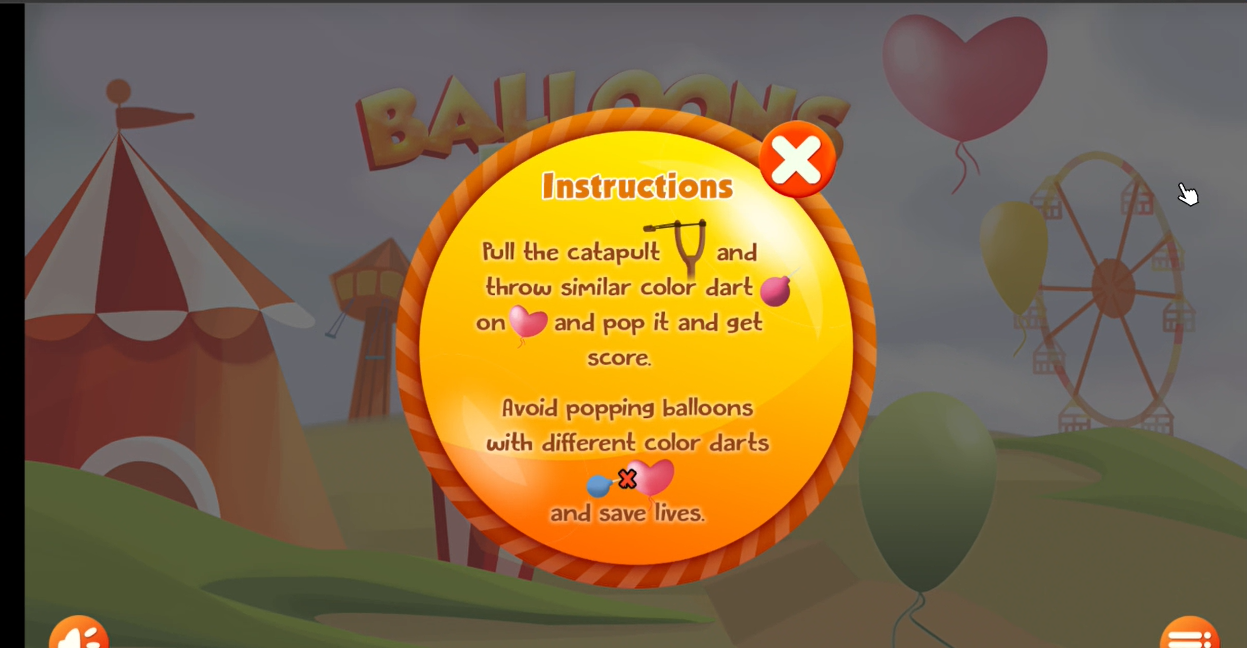 BALLOONS
Instructions
Pull the catapult and
throw similar color dart
on and pop it and get
score.
Avoid popping balloons
with different color darts
and save lives.